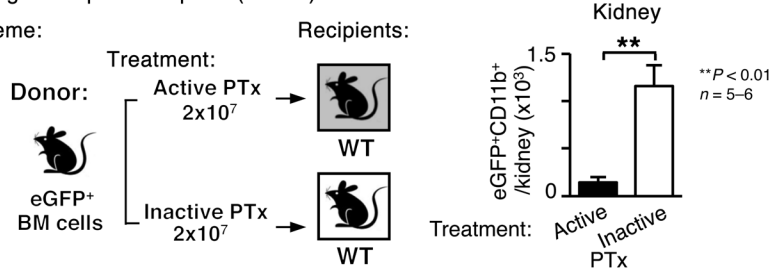 eme:
Recipients:
Treatment:
Donor:
Active PTx
2x10⁷
WT
eGFP⁺
BM cells
Inactive PTx
2x10⁷
WT
Kidney
1.5
0
eGFP⁺CD11b⁺
/kidney (x10³)
**
**P < 0.01
n = 5–6
Treatment:
Active
Inactive
PTx